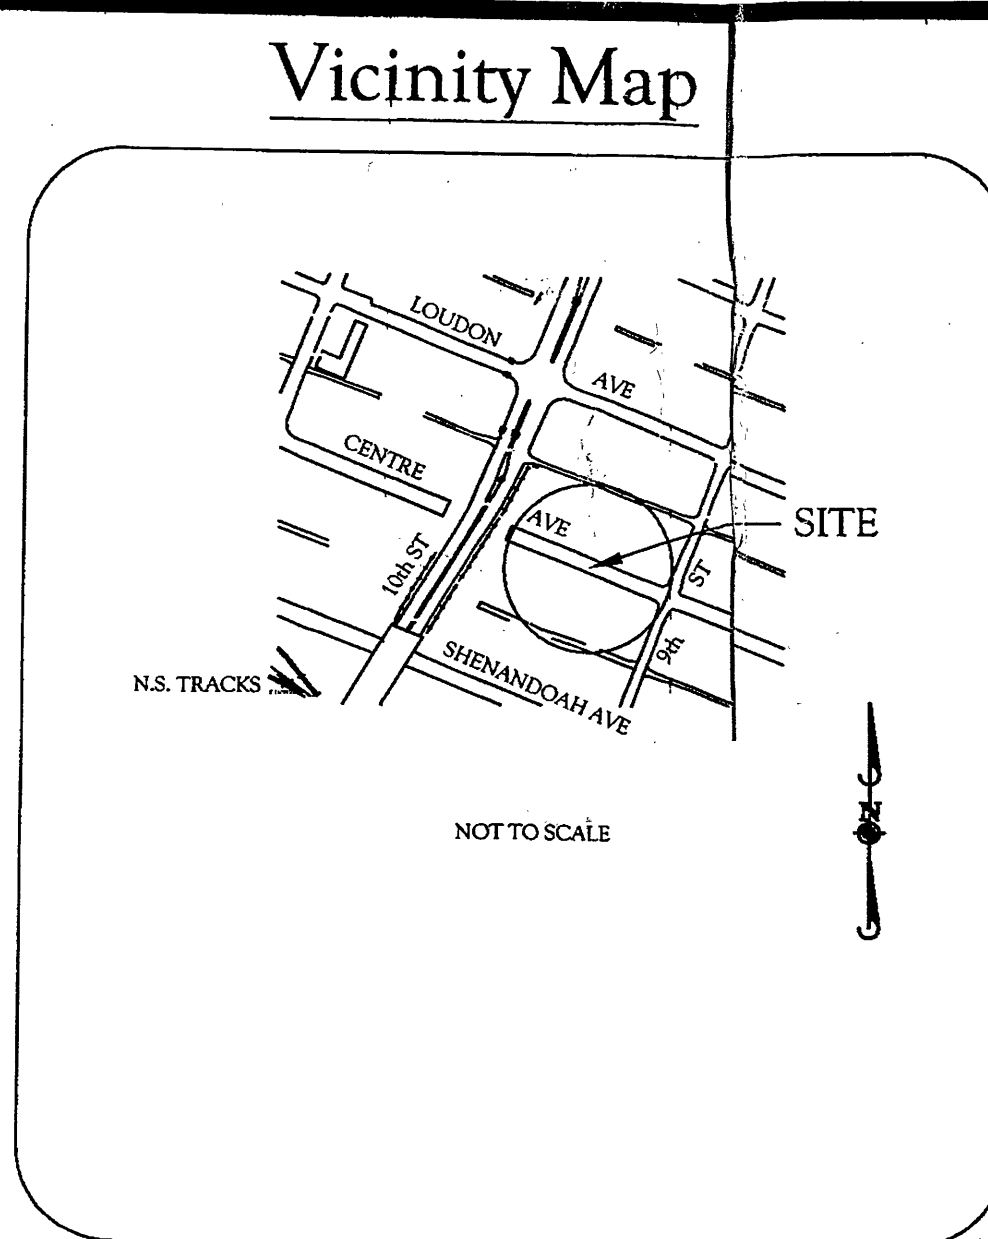 Vicinity Map
LOUDON
AVE
CENTRE
AVE
SITE
10th ST
ST
9th
SHENANDOAH AVE
N.S. TRACKS
N
NOT TO SCALE